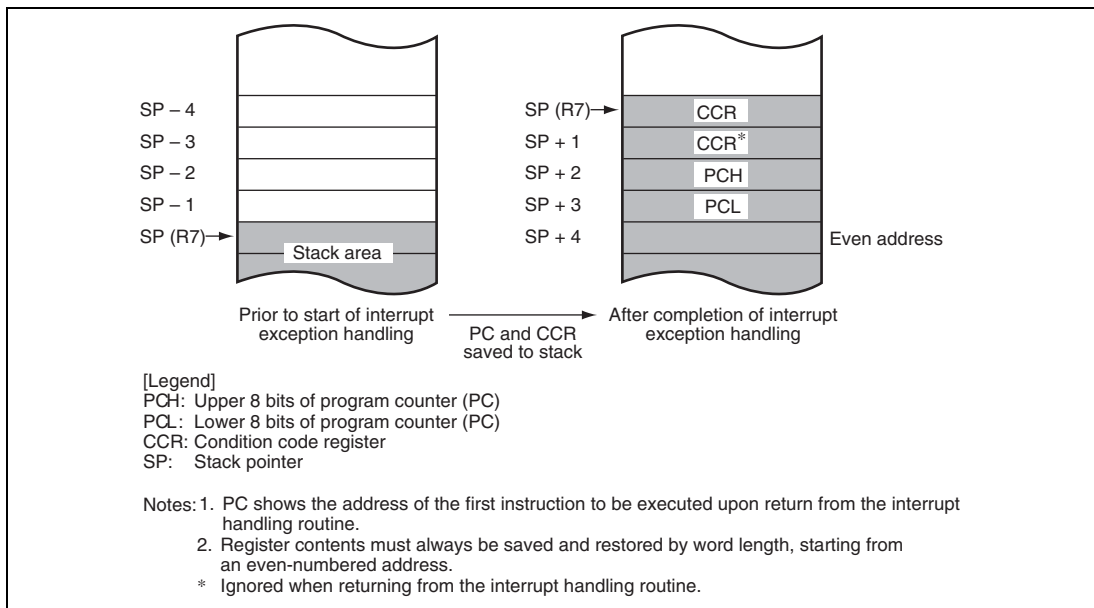 SP – 4
SP – 3
SP – 2
SP – 1
SP (R7)
Stack area
SP (R7)
SP + 1
SP + 2
SP + 3
SP + 4
CCR
CCR*
PCH
PCL
Even address
Prior to start of interrupt
exception handling
PC and CCR
saved to stack
After completion of interrupt
exception handling
[Legend]
PCH: Upper 8 bits of program counter (PC)
PCL: Lower 8 bits of program counter (PC)
CCR: Condition code register
SP: Stack pointer
Notes: 1. PC shows the address of the first instruction to be executed upon return from the interrupt
handling routine.
2. Register contents must always be saved and restored by word length, starting from
an even-numbered address.
* Ignored when returning from the interrupt handling routine.